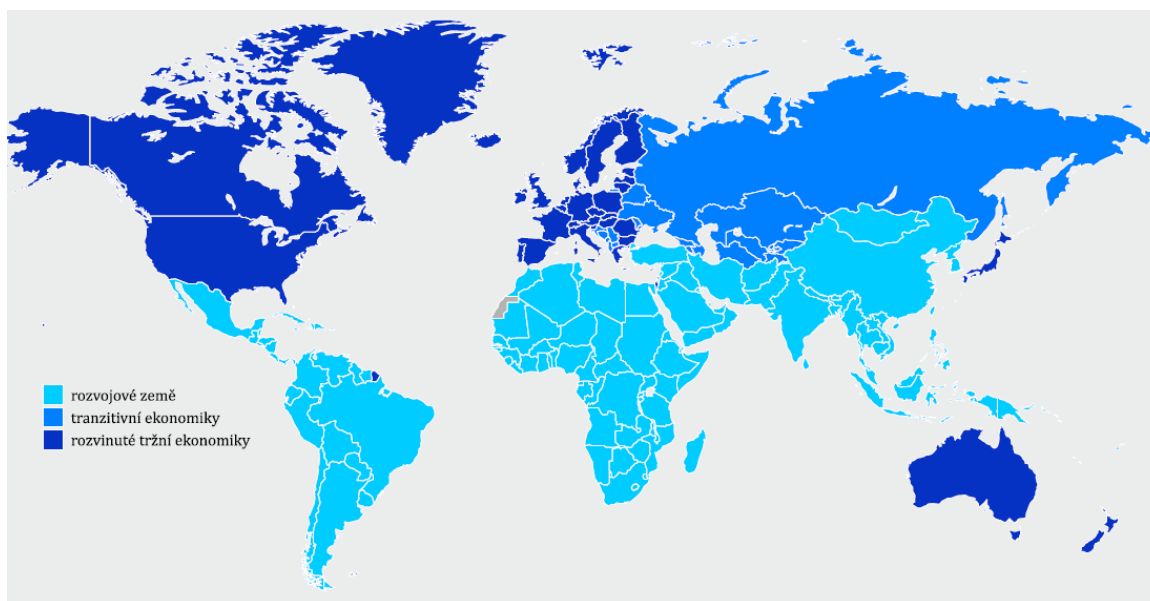 rozvojové země
tranzitivní ekonomiky
rozvinuté tržní ekonomiky